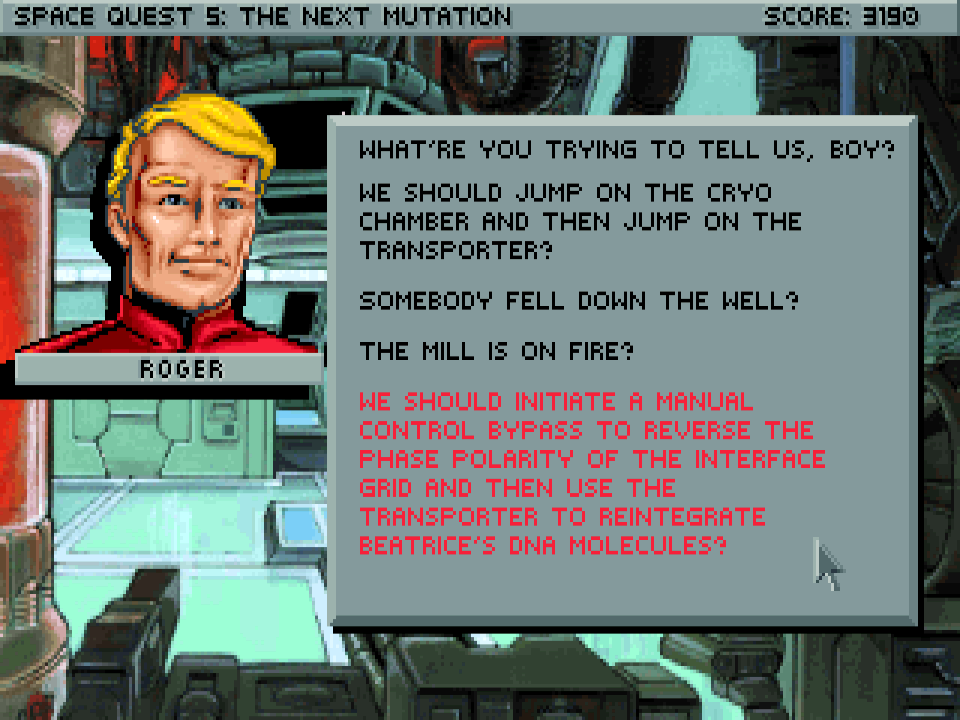 SPACE QUEST 5: THE NEXT MUTATION SCORE: 3190
WHAT'RE YOU TRYING TO TELL US, BOY?
WE SHOULD JUMP ON THE CRYO
CHAMBER AND THEN JUMP ON THE
TRANSPORTER?
SOMEBODY FELL DOWN THE WELL?
THE MILL IS ON FIRE?
ROGER
WE SHOULD INITIATE A MANUAL
CONTROL BYPASS TO REVERSE THE
PHASE POLARITY OF THE INTERFACE
GRID AND THEN USE THE
TRANSPORTER TO REINTEGRATE
BEATRICE'S DNA MOLECULES?